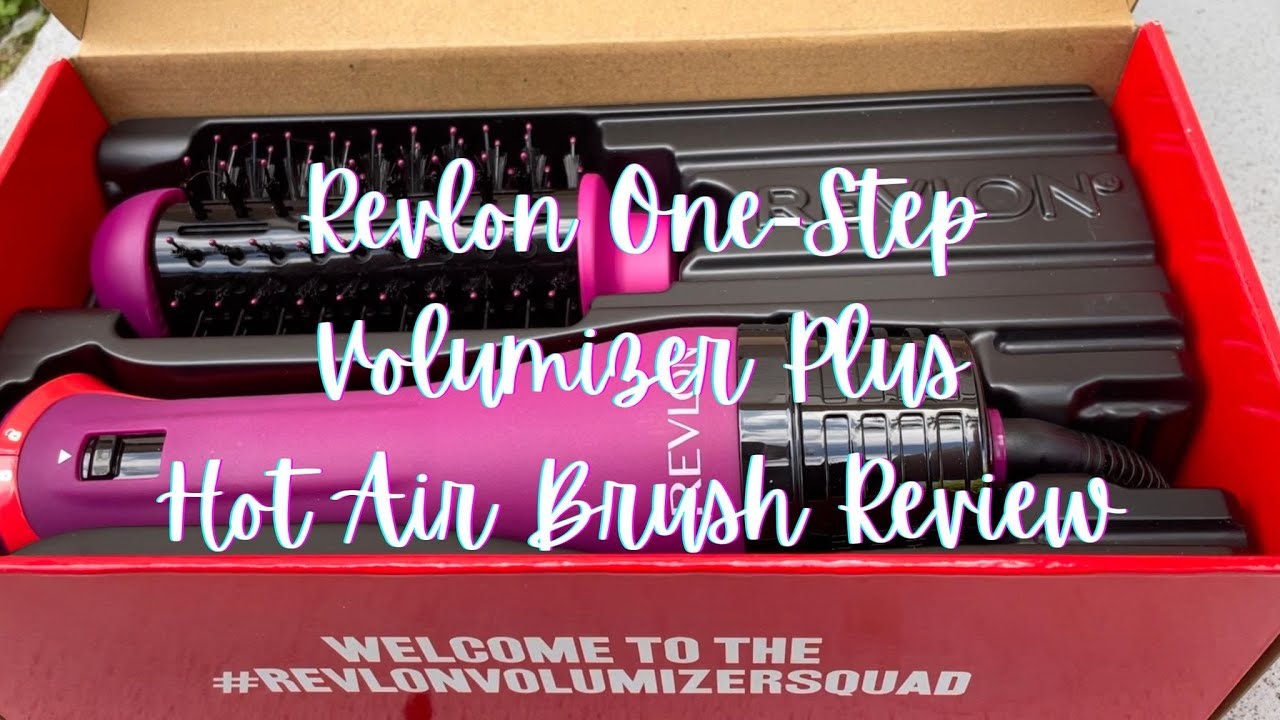 REVLON
Revlon One-Step
Volumizer Plus
REVLON
Hot Air Brush Review
WELCOME TO THE
#REVLONVOLUMIZERSQUAD